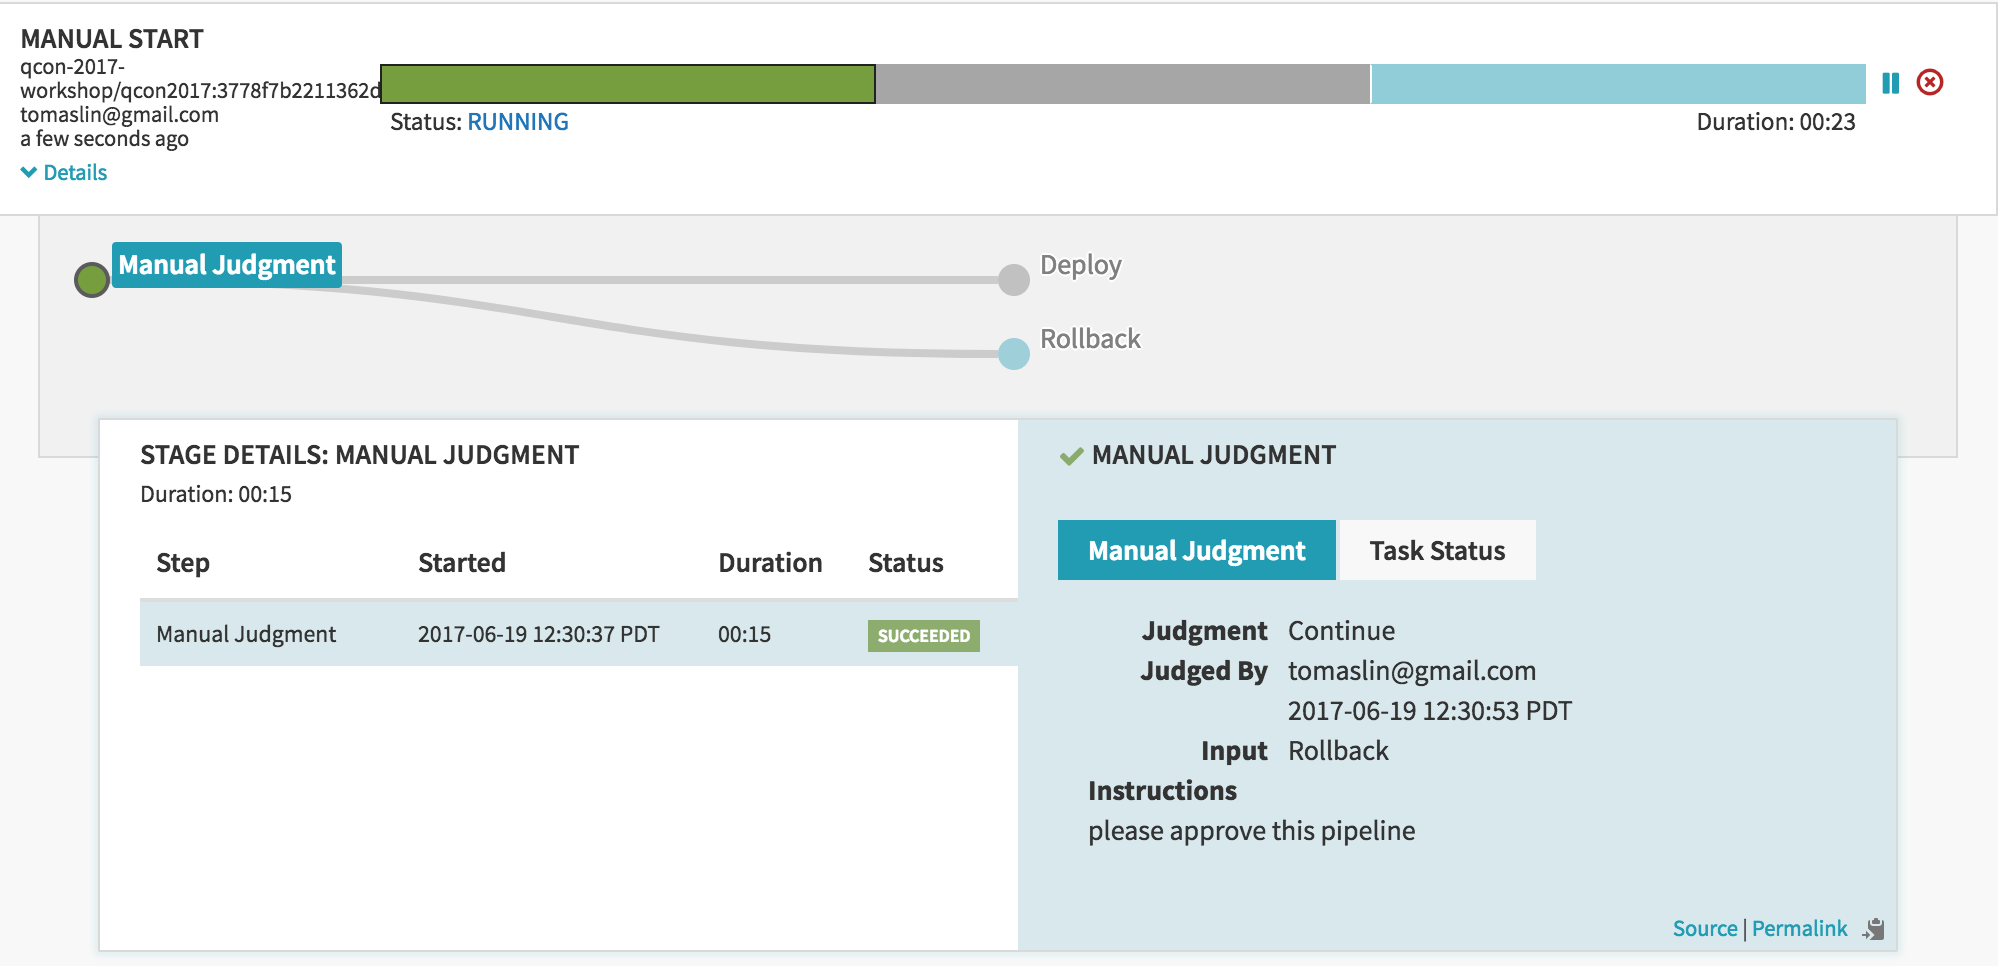 MANUAL START
qcon-2017-
workshop/qcon2017:3778f7b2211362d
tomaslin@gmail.com
a few seconds ago
Details
Status: RUNNING
Duration: 00:23
Manual Judgment
Deploy
Rollback
STAGE DETAILS: MANUAL JUDGMENT
Duration: 00:15
Step Started Duration Status
Manual Judgment 2017-06-19 12:30:37 PDT 00:15 SUCCEEDED
MANUAL JUDGMENT
Manual Judgment Task Status
Judgment Continue
Judged By tomaslin@gmail.com
2017-06-19 12:30:53 PDT
Input Rollback
Instructions
please approve this pipeline
Source | Permalink